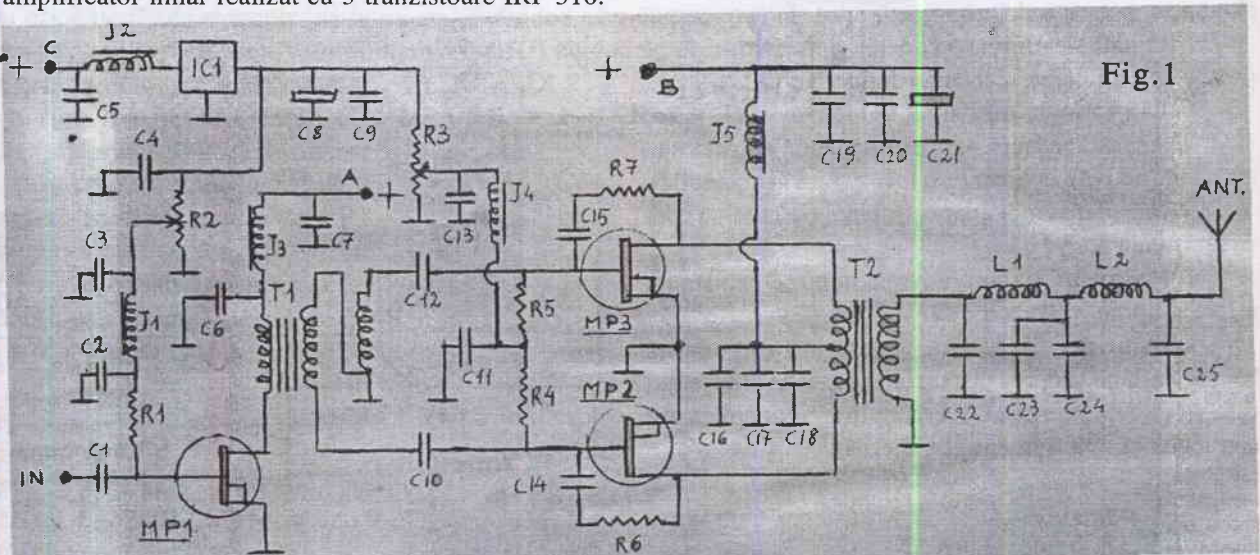 amplificator liniar realizat cu 3 tranzistoare IRF 510.
Fig.1
+ C
J2
IC1
C5
C4
C8
C9
R3
+ B
J5
C19
C20
C21
R7
ANT.
A +
C3
R2
J3
C7
C13
J4
C15
T2
L1
L2
J1
C6
T1
C12
R5
MP3
C2
C11
MP2
R4
C16
C17
C18
C22
C23
C24
C25
R1
IN
C1
MP1
C10
C14
R6